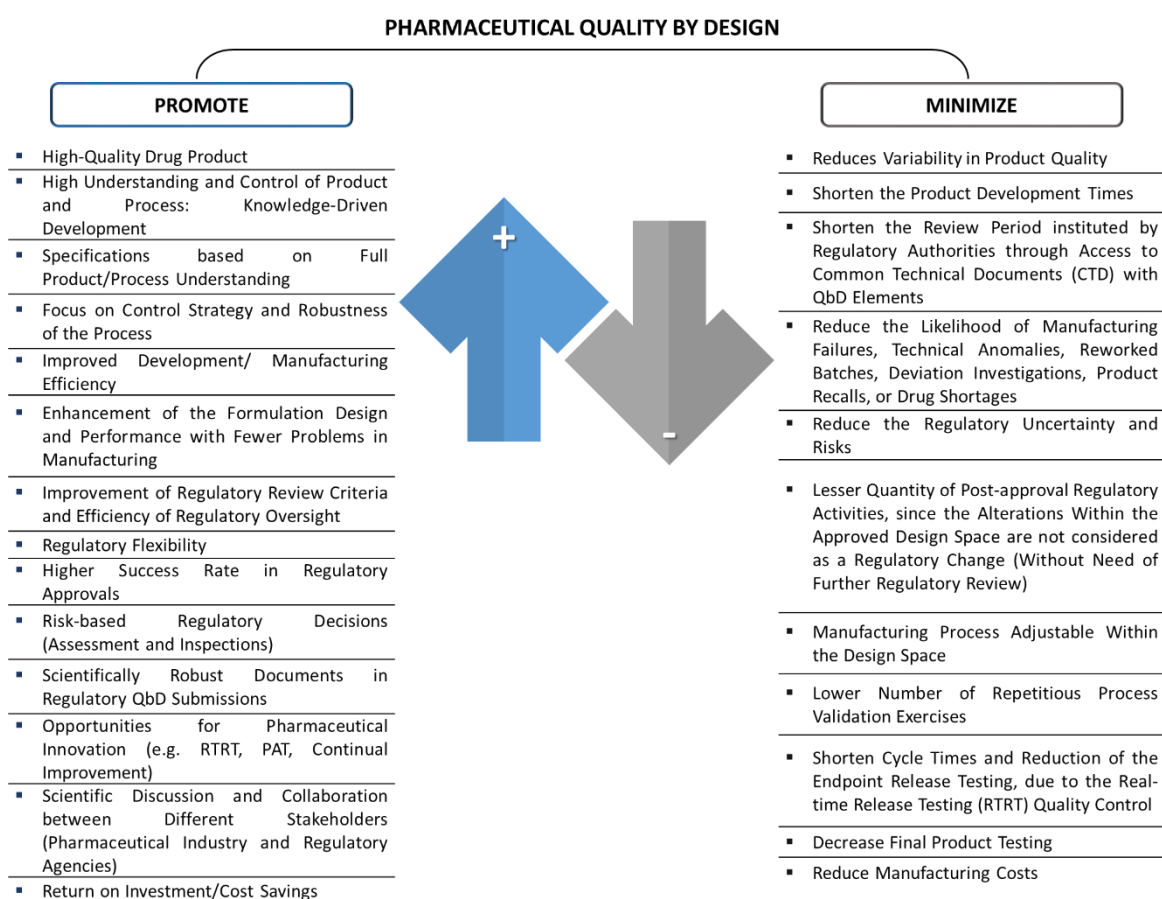 PHARMACEUTICAL QUALITY BY DESIGN
PROMOTE
▪ High-Quality Drug Product
▪ High Understanding and Control of Product
and Process: Knowledge-Driven
Development
▪ Specifications based on Full
Product/Process Understanding
▪ Focus on Control Strategy and Robustness
of the Process
▪ Improved Development/ Manufacturing
Efficiency
▪ Enhancement of the Formulation Design
and Performance with Fewer Problems in
Manufacturing
▪ Improvement of Regulatory Review Criteria
and Efficiency of Regulatory Oversight
▪ Regulatory Flexibility
▪ Higher Success Rate in Regulatory
Approvals
▪ Risk-based Regulatory Decisions
(Assessment and Inspections)
▪ Scientifically Robust Documents in
Regulatory QbD Submissions
▪ Opportunities for Pharmaceutical
Innovation (e.g. RTRT, PAT, Continual
Improvement)
▪ Scientific Discussion and Collaboration
between Different Stakeholders
(Pharmaceutical Industry and Regulatory
Agencies)
▪ Return on Investment/Cost Savings
+
-
MINIMIZE
▪ Reduces Variability in Product Quality
▪ Shorten the Product Development Times
▪ Shorten the Review Period instituted by
Regulatory Authorities through Access to
Common Technical Documents (CTD) with
QbD Elements
▪ Reduce the Likelihood of Manufacturing
Failures, Technical Anomalies, Reworked
Batches, Deviation Investigations, Product
Recalls, or Drug Shortages
▪ Reduce the Regulatory Uncertainty and
Risks
▪ Lesser Quantity of Post-approval Regulatory
Activities, since the Alterations Within the
Approved Design Space are not considered
as a Regulatory Change (Without Need of
Further Regulatory Review)
▪ Manufacturing Process Adjustable Within
the Design Space
▪ Lower Number of Repetitious Process
Validation Exercises
▪ Shorten Cycle Times and Reduction of the
Endpoint Release Testing, due to the Real-
time Release Testing (RTRT) Quality Control
▪ Decrease Final Product Testing
▪ Reduce Manufacturing Costs